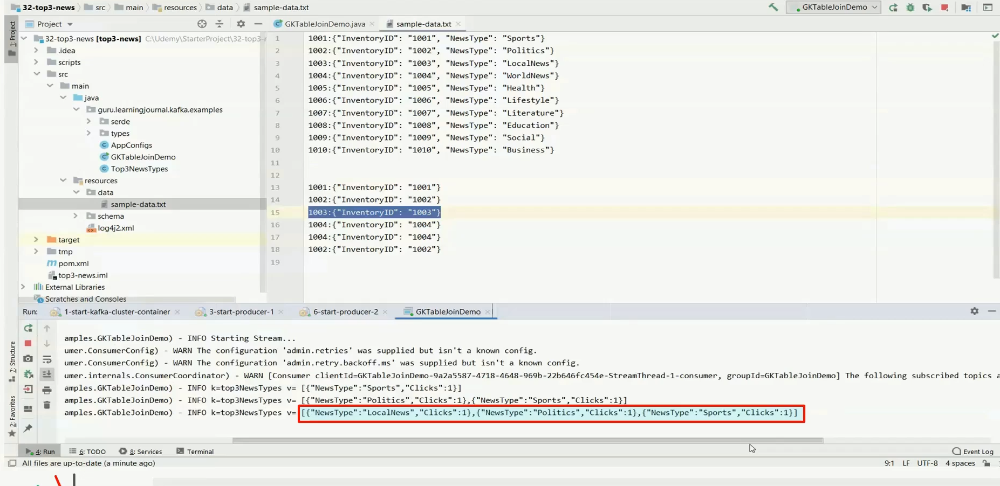 32-top3-news src main resources data sample-data.txt GKTableJoinDemo
Project GKTableJoinDemo.java sample-data.txt
1: Project
32-top3-news [top3-news] C:\Udemy\StarterProject\32-top3-n
.idea
scripts
src
main
java
guru.learningjournal.kafka.examples
serde
types
AppConfigs
GKTableJoinDemo
Top3NewsTypes
resources
data
sample-data.txt
schema
log4j2.xml
target
tmp
pom.xml
top3-news.iml
External Libraries
Scratches and Consoles
1 1001:{"InventoryID": "1001", "NewsType": "Sports"}
2 1002:{"InventoryID": "1002", "NewsType": "Politics"}
3 1003:{"InventoryID": "1003", "NewsType": "LocalNews"}
4 1004:{"InventoryID": "1004", "NewsType": "WorldNews"}
5 1005:{"InventoryID": "1005", "NewsType": "Health"}
6 1006:{"InventoryID": "1006", "NewsType": "Lifestyle"}
7 1007:{"InventoryID": "1007", "NewsType": "Literature"}
8 1008:{"InventoryID": "1008", "NewsType": "Education"}
9 1009:{"InventoryID": "1009", "NewsType": "Social"}
10 1010:{"InventoryID": "1010", "NewsType": "Business"}
11
12
13 1001:{"InventoryID": "1001"}
14 1002:{"InventoryID": "1002"}
15 1003:{"InventoryID": "1003"}
16 1004:{"InventoryID": "1004"}
17 1004:{"InventoryID": "1004"}
18 1002:{"InventoryID": "1002"}
19
Run: 1-start-kafka-cluster-container 3-start-producer-1 6-start-producer-2 GKTableJoinDemo
Z: Structure
2: Favorites
amples.GKTableJoinDemo) - INFO Starting Stream...
umer.ConsumerConfig) - WARN The configuration 'admin.retries' was supplied but isn't a known config.
umer.ConsumerConfig) - WARN The configuration 'admin.retry.backoff.ms' was supplied but isn't a known config.
umer.internals.ConsumerCoordinator) - WARN [Consumer clientId=GKTableJoinDemo-9a2a5587-4718-4648-969b-22b646fc454e-StreamThread-1-consumer, groupId=GKTableJoinDemo] The following subscribed topics a
amples.GKTableJoinDemo) - INFO k=top3NewsTypes v= [{"NewsType":"Sports","Clicks":1}]
amples.GKTableJoinDemo) - INFO k=top3NewsTypes v= [{"NewsType":"Politics","Clicks":1},{"NewsType":"Sports","Clicks":1}]
amples.GKTableJoinDemo) - INFO k=top3NewsTypes v= [{"NewsType":"LocalNews","Clicks":1},{"NewsType":"Politics","Clicks":1},{"NewsType":"Sports","Clicks":1}]
4: Run 6: TODO 8: Services Terminal Event Log
All files are up-to-date (a minute ago) 9:1 LF UTF-8 4 spaces